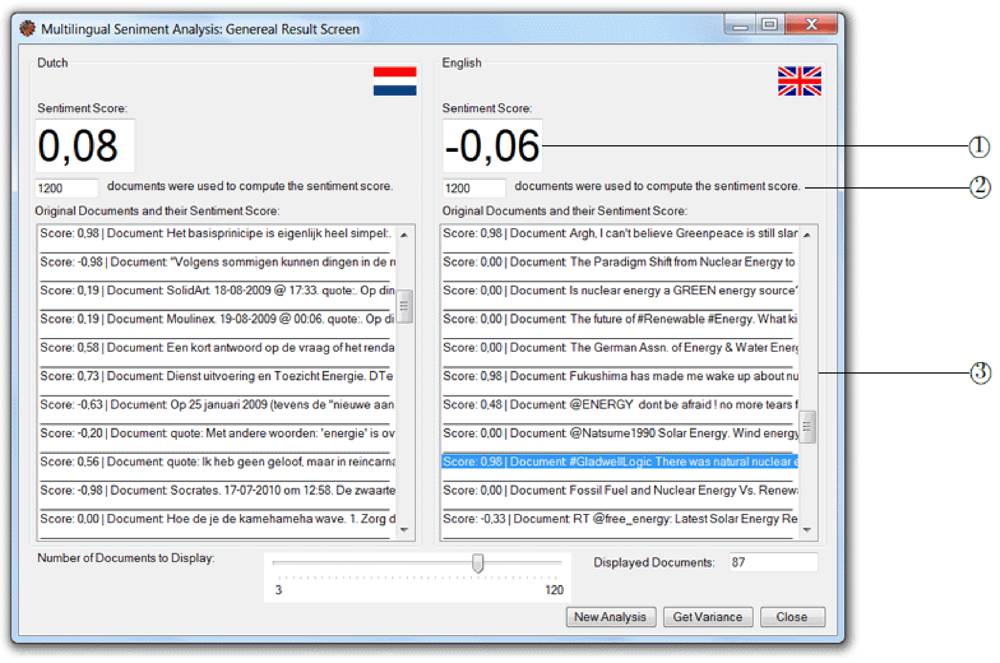 Multilingual Seniment Analysis: Genereal Result Screen
Dutch
Sentiment Score:
0,08
1200 documents were used to compute the sentiment score.
Original Documents and their Sentiment Score:
Score: 0,98 | Document: Het basisprinicipe is eigenlijk heel simpel:.
Score: -0,98 | Document: "Volgens sommigen kunnen dingen in de r
Score: 0,19 | Document: SolidArt. 18-08-2009 @ 17:33. quote:. Op din
Score: 0,19 | Document: Moulinex. 19-08-2009 @ 00:06. quote:. Op di
Score: 0,58 | Document: Een kort antwoord op de vraag of het renda
Score: 0,73 | Document: Dienst uitvoering en Toezicht Energie. DTe
Score: -0,63 | Document: Op 25 januari 2009 (tevens de "nieuwe aan
Score: -0,20 | Document: quote: Met andere woorden: 'energie' is ov
Score: 0,56 | Document: quote: Ik heb geen geloof, maar in reincarna
Score: -0,98 | Document: Socrates. 17-07-2010 om 12:58. De zwaarte
Score: 0,00 | Document: Hoe de je de kamehameha wave. 1. Zorg d
English
Sentiment Score:
-0,06
①
1200 documents were used to compute the sentiment score.
②
Original Documents and their Sentiment Score:
Score: 0,98 | Document: Argh, I can't believe Greenpeace is still slar
Score: 0,00 | Document: The Paradigm Shift from Nuclear Energy to
Score: 0,00 | Document: Is nuclear energy a GREEN energy source?
Score: 0,00 | Document: The future of #Renewable #Energy. What ki
Score: 0,00 | Document: The German Assn. of Energy & Water Energ
Score: 0,98 | Document: Fukushima has made me wake up about nu
③
Score: 0,48 | Document: @ENERGY dont be afraid ! no more tears f
Score: 0,00 | Document: @Natsume1990 Solar Energy. Wind energy
Score: 0,98 | Document: #GladwellLogic There was natural nuclear e
Score: 0,00 | Document: Fossil Fuel and Nuclear Energy Vs. Renew
Score: -0,33 | Document: RT @free_energy: Latest Solar Energy Re
Number of Documents to Display:
3
120
Displayed Documents: 87
New Analysis
Get Variance
Close